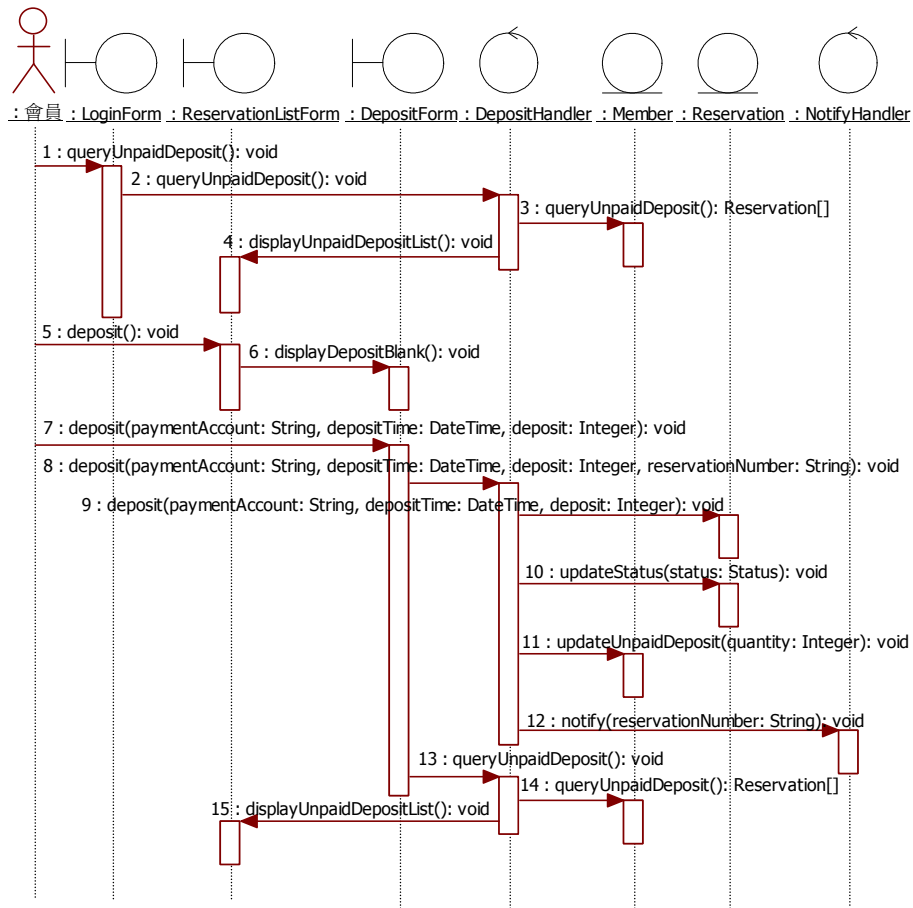 : 會員 : LoginForm : ReservationListForm : DepositForm : DepositHandler : Member : Reservation : NotifyHandler
1 : queryUnpaidDeposit(): void
2 : queryUnpaidDeposit(): void
3 : queryUnpaidDeposit(): Reservation[]
4 : displayUnpaidDepositList(): void
5 : deposit(): void
6 : displayDepositBlank(): void
7 : deposit(paymentAccount: String, depositTime: DateTime, deposit: Integer): void
8 : deposit(paymentAccount: String, depositTime: DateTime, deposit: Integer, reservationNumber: String): void
9 : deposit(paymentAccount: String, depositTime: DateTime, deposit: Integer): void
10 : updateStatus(status: Status): void
11 : updateUnpaidDeposit(quantity: Integer): void
12 : notify(reservationNumber: String): void
13 : queryUnpaidDeposit(): void
14 : queryUnpaidDeposit(): Reservation[]
15 : displayUnpaidDepositList(): void